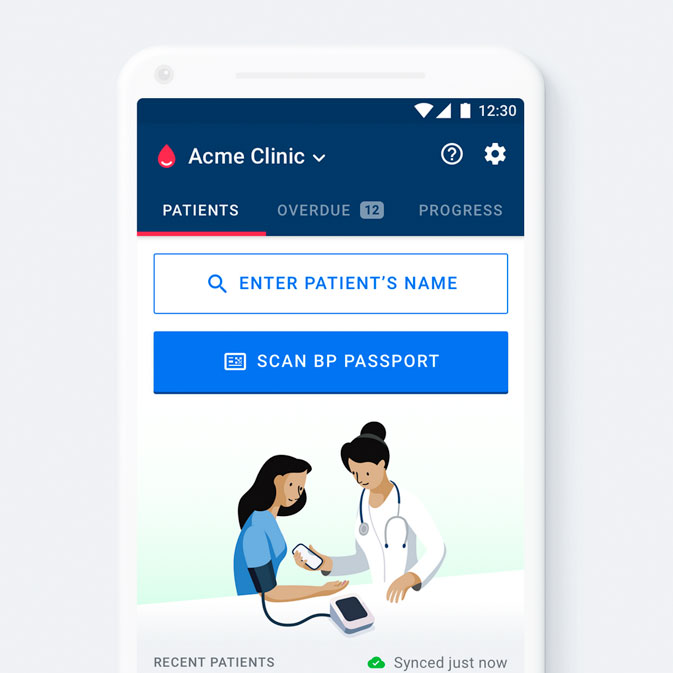 12:30
Acme Clinic
PATIENTS OVERDUE 12 PROGRESS
ENTER PATIENT’S NAME
SCAN BP PASSPORT
RECENT PATIENTS Synced just now